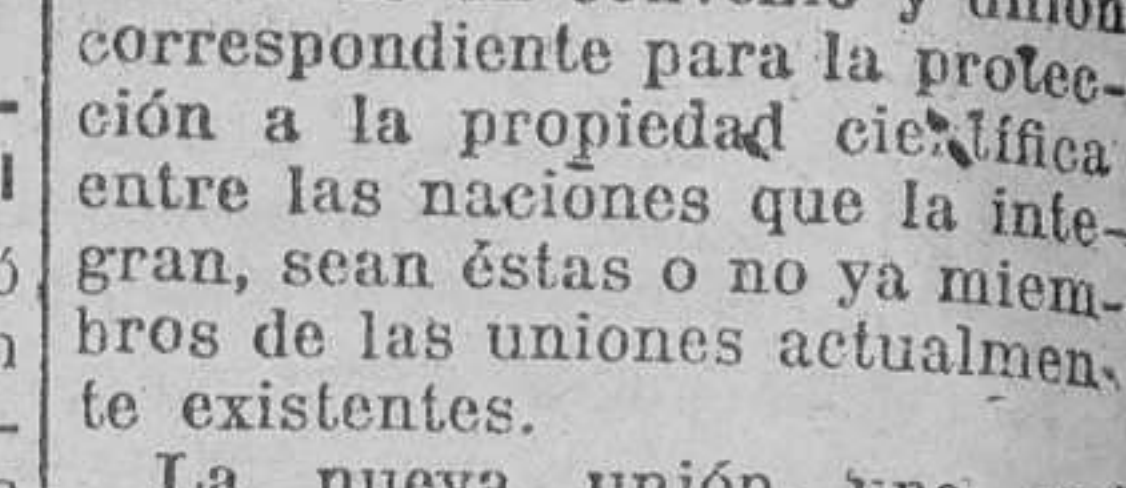 y unión
correspondiente para la protec-
ción a la propiedad científica
entre las naciones que la inte-
gran, sean éstas o no ya miem-
bros de las uniones actualmen-
te existentes.
La nueva unión